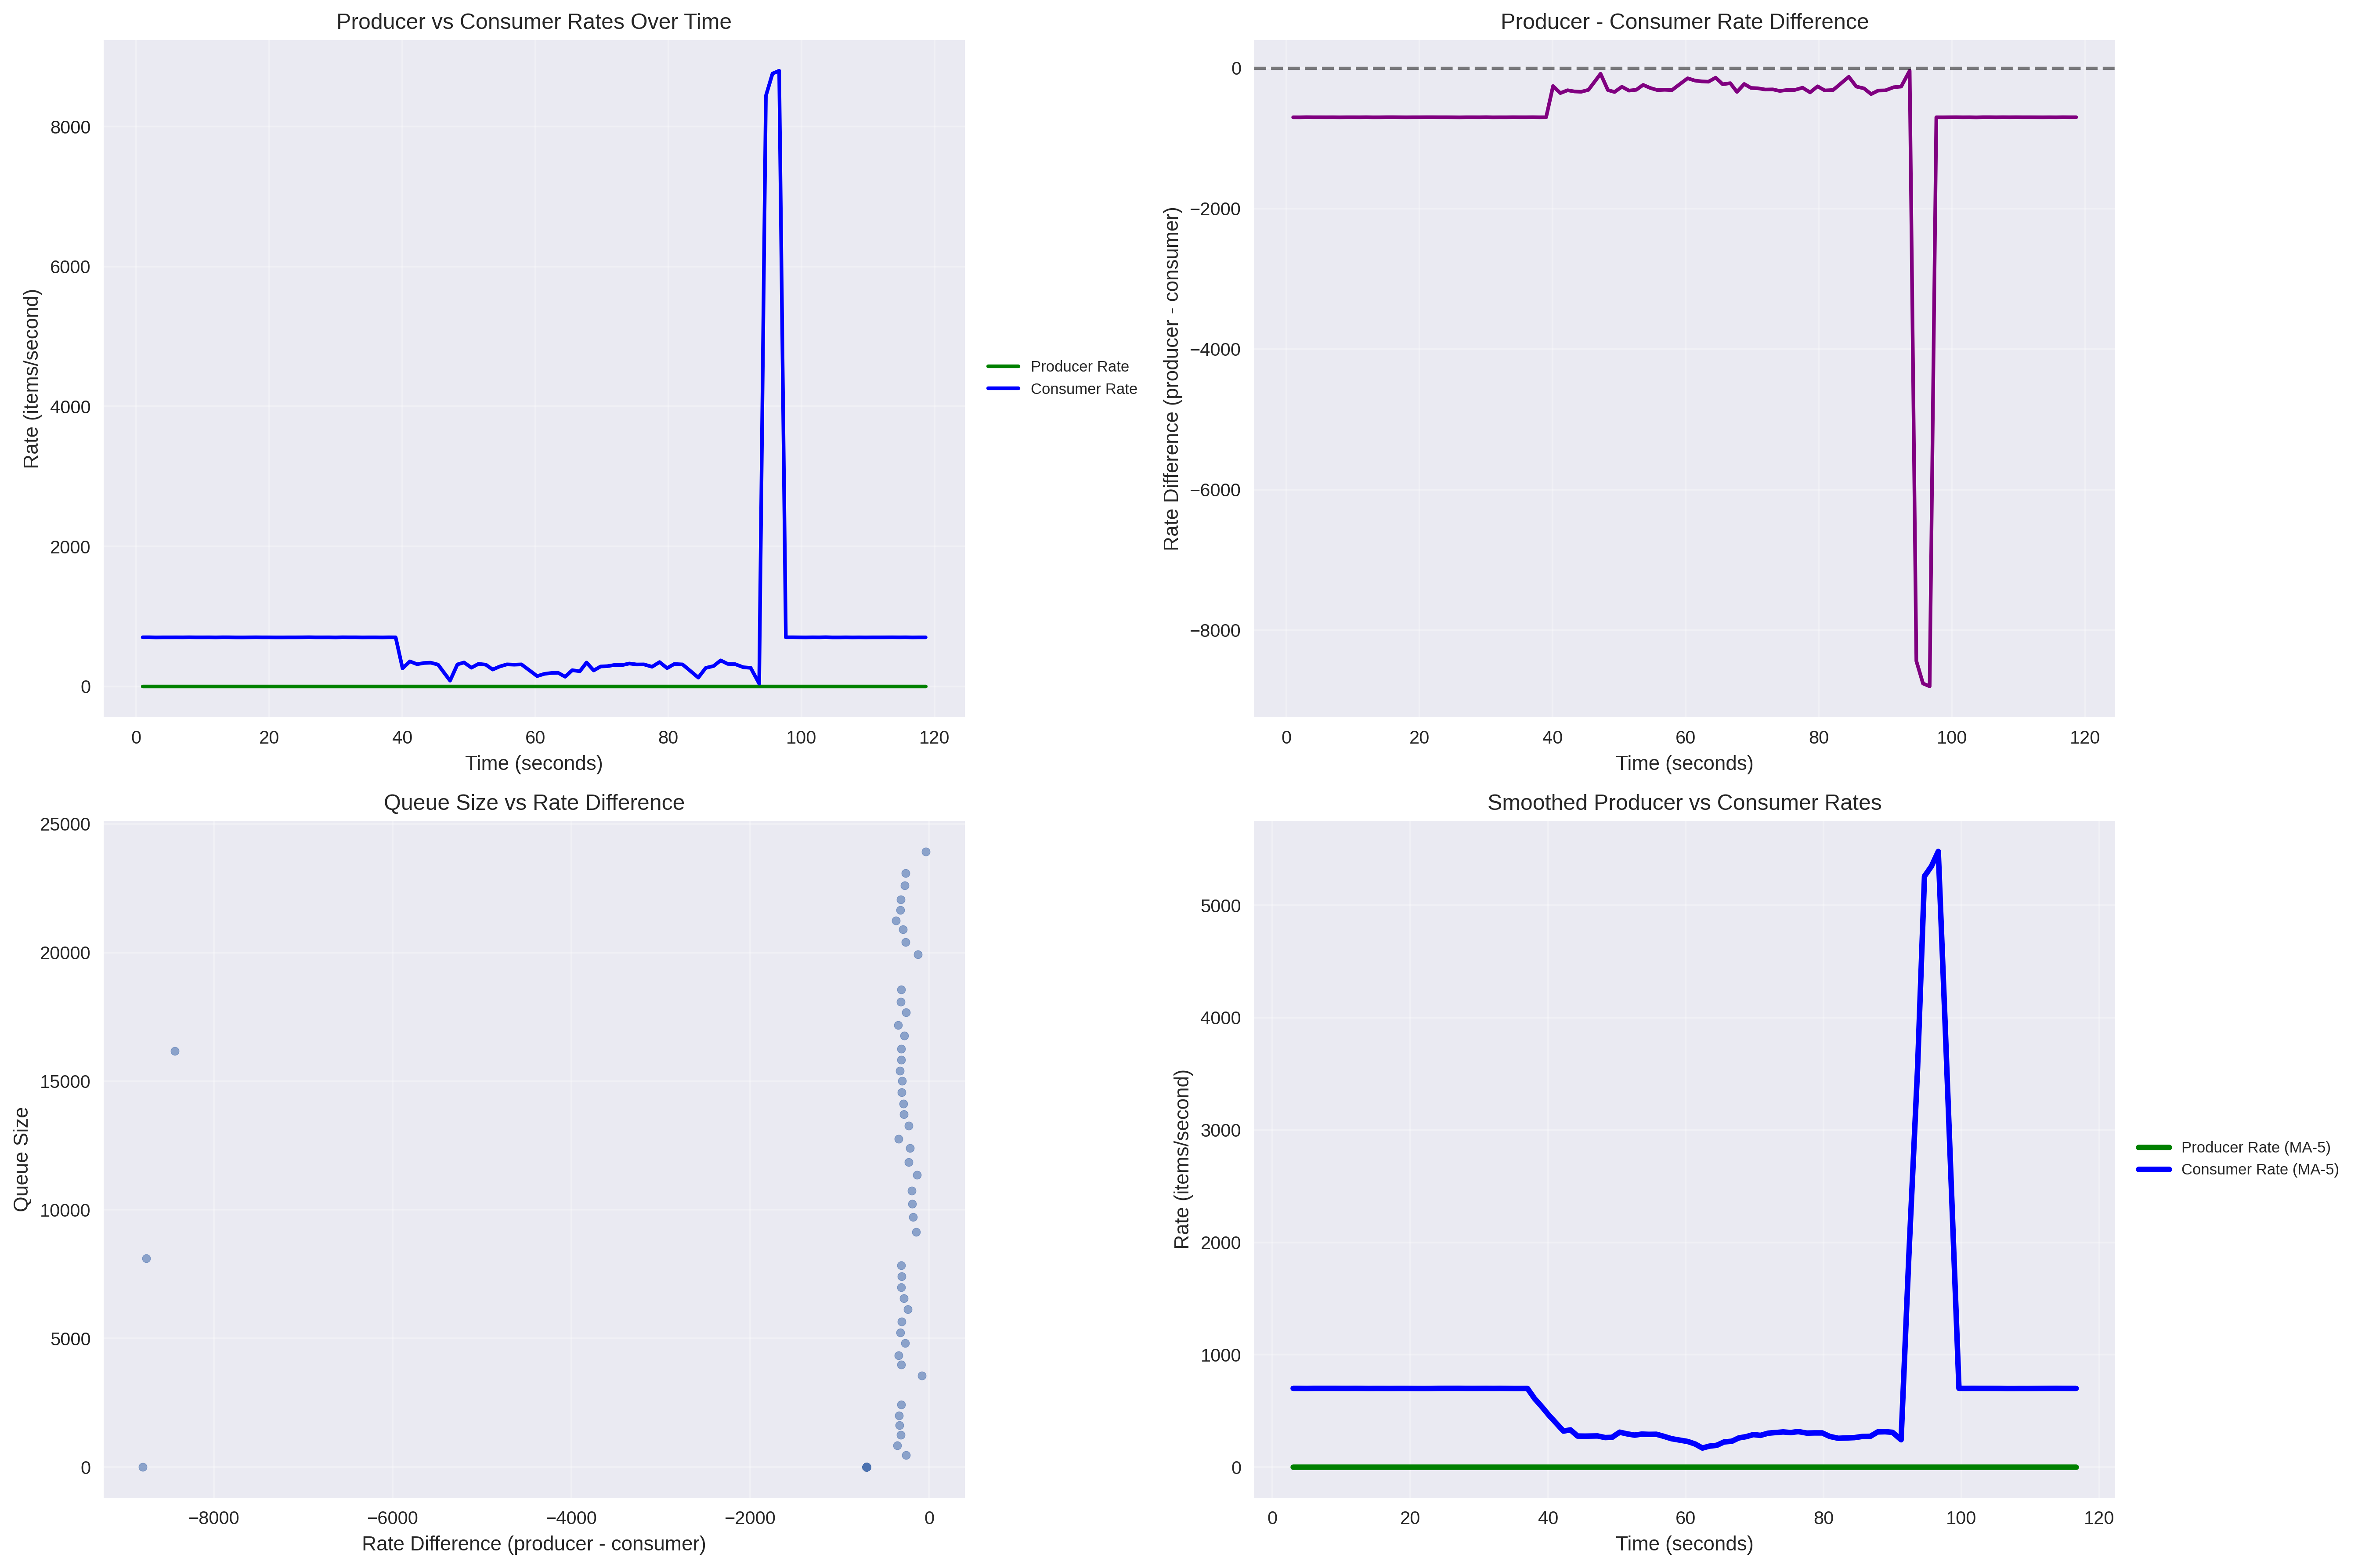 Producer vs Consumer Rates Over Time
Rate (items/second)
8000
6000
4000
2000
0
0 20 40 60 80 100 120
Time (seconds)
Producer Rate
Consumer Rate
Producer - Consumer Rate Difference
Rate Difference (producer - consumer)
0
−2000
−4000
−6000
−8000
0 20 40 60 80 100 120
Time (seconds)
Queue Size vs Rate Difference
Queue Size
25000
20000
15000
10000
5000
0
−8000 −6000 −4000 −2000 0
Rate Difference (producer - consumer)
Smoothed Producer vs Consumer Rates
Rate (items/second)
5000
4000
3000
2000
1000
0
0 20 40 60 80 100 120
Time (seconds)
Producer Rate (MA-5)
Consumer Rate (MA-5)